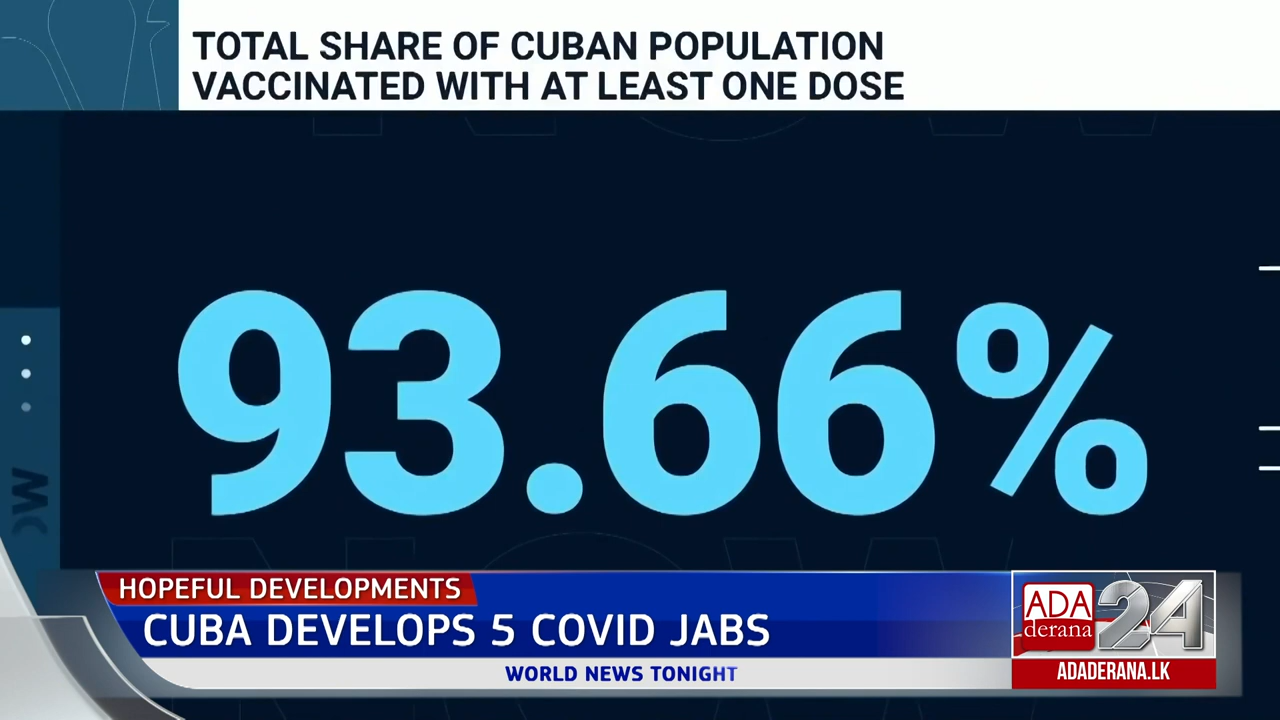 TOTAL SHARE OF CUBAN POPULATION
VACCINATED WITH AT LEAST ONE DOSE
93.66%
HOPEFUL DEVELOPMENTS
CUBA DEVELOPS 5 COVID JABS
WORLD NEWS TONIGHT
ADA
derana
24
ADADERANA.LK
NOW